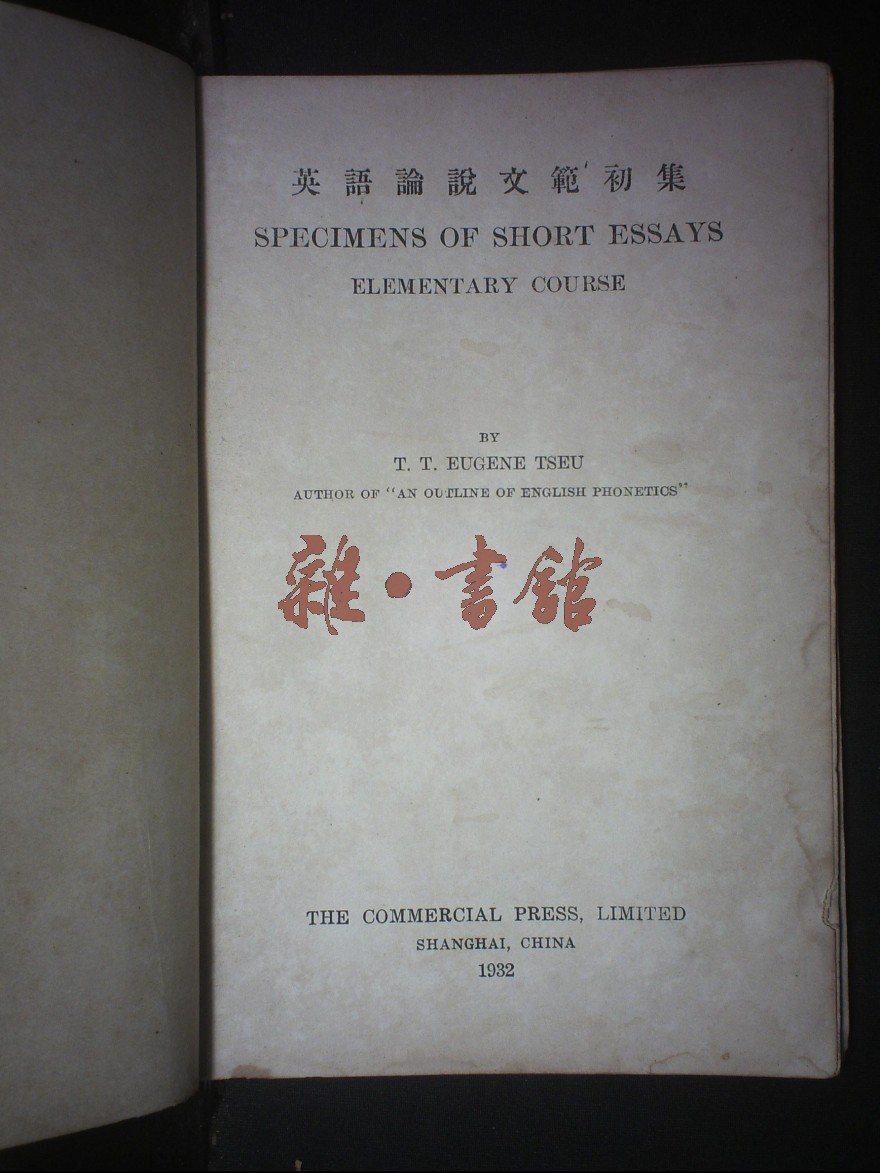 英語論說文範初集
SPECIMENS OF SHORT ESSAYS
ELEMENTARY COURSE
BY
T. T. EUGENE TSEU
AUTHOR OF "AN OUTLINE OF ENGLISH PHONETICS"
雜·書館
THE COMMERCIAL PRESS, LIMITED
SHANGHAI, CHINA
1932